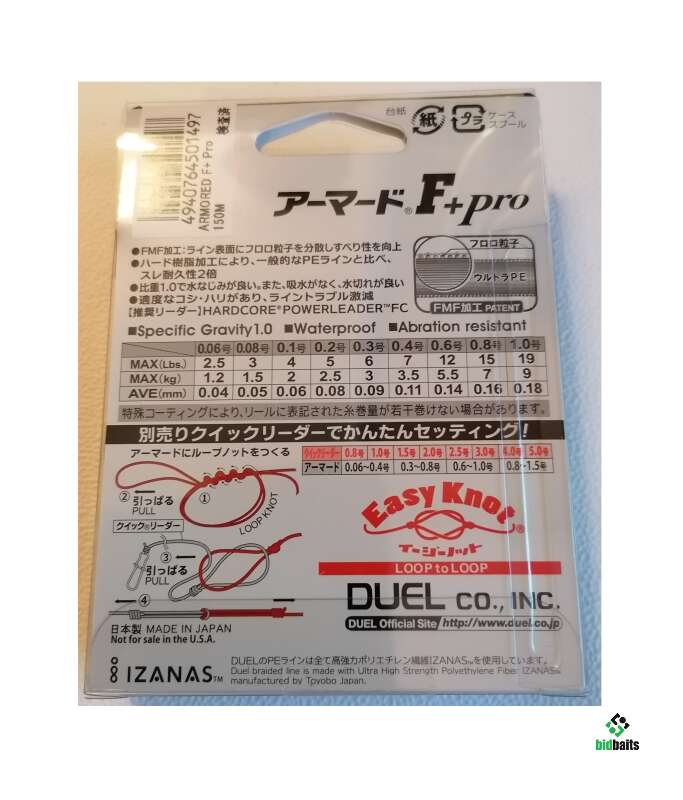 4940764501497
ARMORED F+ Pro
150M
検査済
台紙 紙 プラ ケース
スプール
アーマード® F+pro
●FMF加工:ライン表面にフロロ粒子を分散しすべり性を向上
●ハード樹脂加工により、一般的なPEラインと比べ、
スレ耐久性2倍
●比重1.0で水なじみが良い。また、吸水がなく、水切れが良い
●適度なコシ・ハリがあり、ライントラブル激減
【推奨リーダー】HARDCORE® POWERLEADER™FC
フロロ粒子
ウルトラPE
FMF加工 PATENT
■Specific Gravity1.0 ■Waterproof ■Abration resistant
0.06号 0.08号 0.1号 0.2号 0.3号 0.4号 0.6号 0.8号 1.0号
MAX(Lbs.) 2.5 3 4 5 6 7 12 15 19
MAX(kg) 1.2 1.5 2 2.5 3 3.5 5.5 7 9
AVE(mm) 0.04 0.05 0.06 0.08 0.09 0.11 0.14 0.16 0.18
特殊コーティングにより、リールに表記された糸巻量が若干巻けない場合があります。
別売りクイックリーダーでかんたんセッティング!
アーマードにループノットをつくる
クイックリーダー 0.8号 1.0号 1.5号 2.0号 2.5号 3.0号 4.0号 5.0号
アーマード 0.06~0.4号 0.3~0.8号 0.6~1.0号 0.8~1.5号
② 引っぱる
PULL
①
LOOP KNOT
クイック®リーダー
③
引っぱる
PULL
④
Easy Knot®
イージーノット
LOOP to LOOP
DUEL CO., INC.
DUEL Official Site http://www.duel.co.jp
日本製 MADE IN JAPAN
Not for sale in the U.S.A.
IZANAS™
DUELのPEラインは全て高強力ポリエチレン繊維IZANAS™を使用しています。
Duel braided line is made with Ultra High Strength Polyethylene Fiber IZANAS™
manufactured by Tpyobo Japan.
bidbaits